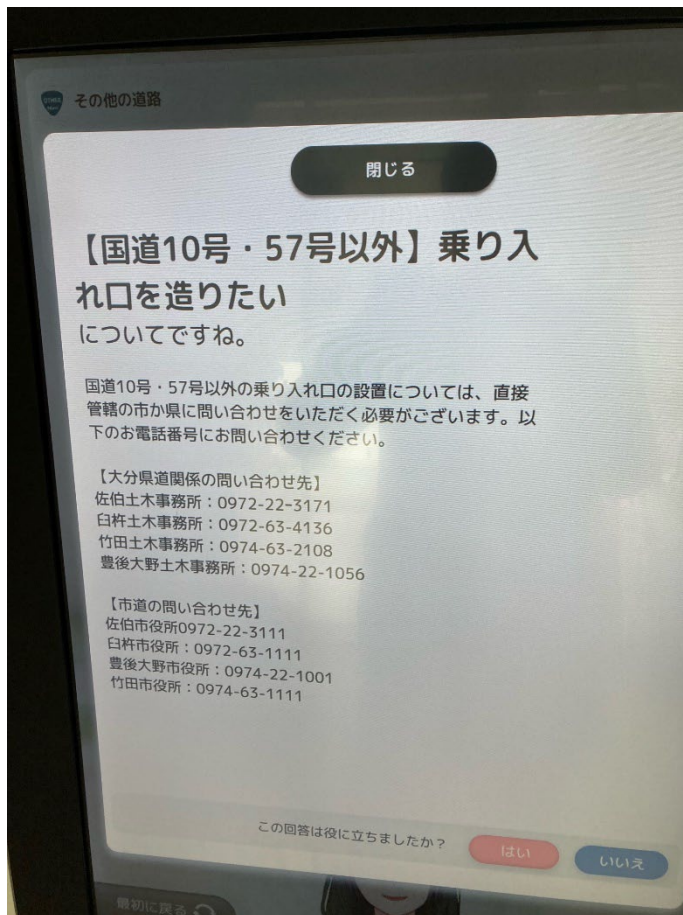 その他の道路
閉じる
【国道10号・57号以外】乗り入
れ口を造りたい
についてですね。
国道10号・57号以外の乗り入れ口の設置については、直接
管轄の市か県に問い合わせをいただく必要がございます。以
下のお電話番号にお問い合わせください。
【大分県道関係の問い合わせ先】
佐伯土木事務所：0972-22-3171
臼杵土木事務所：0972-63-4136
竹田土木事務所：0974-63-2108
豊後大野土木事務所：0974-22-1056
【市道の問い合わせ先】
佐伯市役所0972-22-3111
臼杵市役所：0972-63-1111
豊後大野市役所：0974-22-1001
竹田市役所：0974-63-1111
この回答は役に立ちましたか？
はい
いいえ
最初に戻る